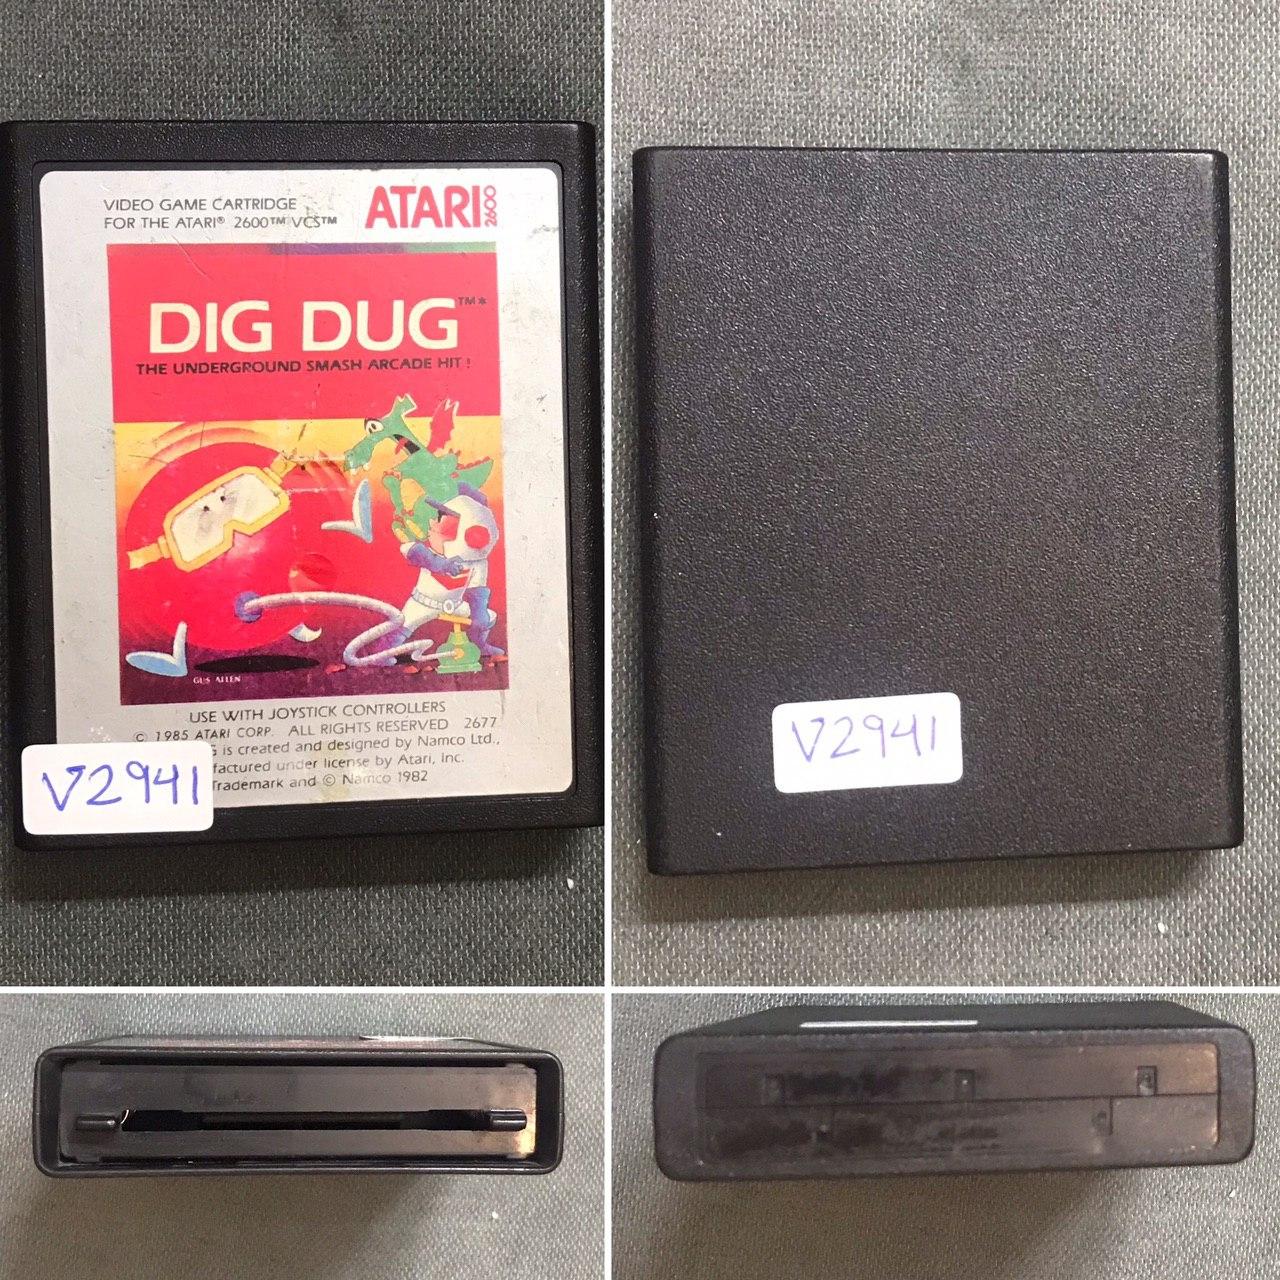 VIDEO GAME CARTRIDGE
FOR THE ATARI® 2600™ VCS™
ATARI 2600
DIG DUG™*
THE UNDERGROUND SMASH ARCADE HIT!
GUS ALLEN
USE WITH JOYSTICK CONTROLLERS
© 1985 ATARI CORP. ALL RIGHTS RESERVED 2677
G is created and designed by Namco Ltd.,
factured under license by Atari, Inc.
Trademark and © Namco 1982
V2941
V2941